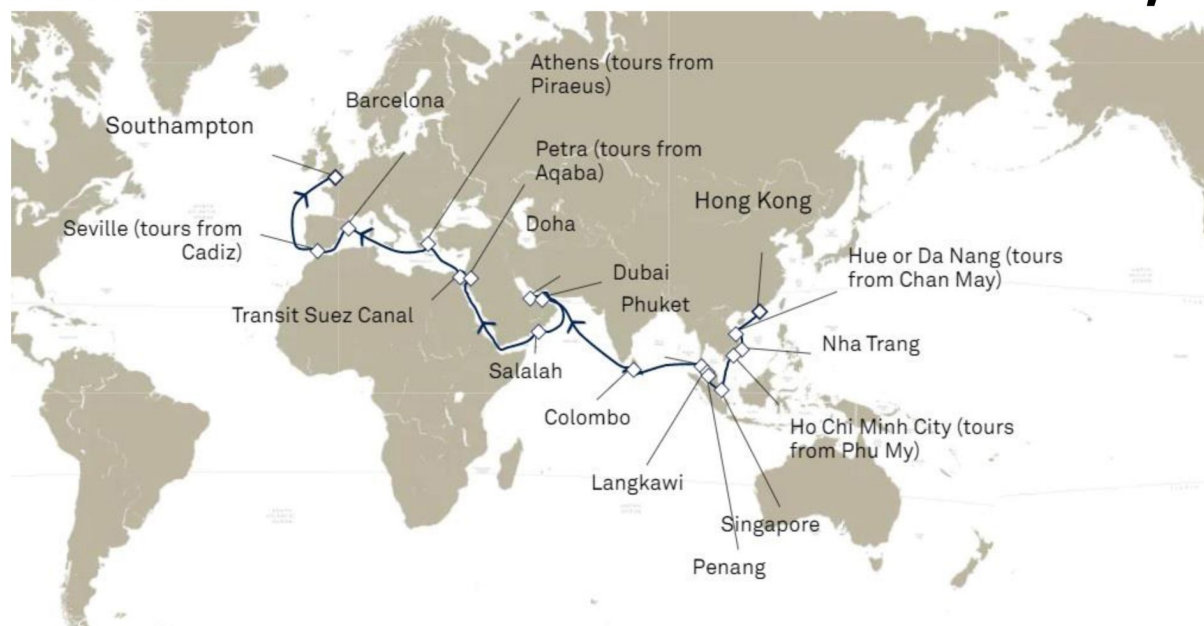 Athens (tours from
Piraeus)
Barcelona
Southampton
Petra (tours from
Aqaba)
Hong Kong
Doha
Seville (tours from
Cadiz)
Hue or Da Nang (tours
from Chan May)
Dubai
Phuket
Transit Suez Canal
Nha Trang
Salalah
Colombo
Ho Chi Minh City (tours
from Phu My)
Langkawi
Singapore
Penang